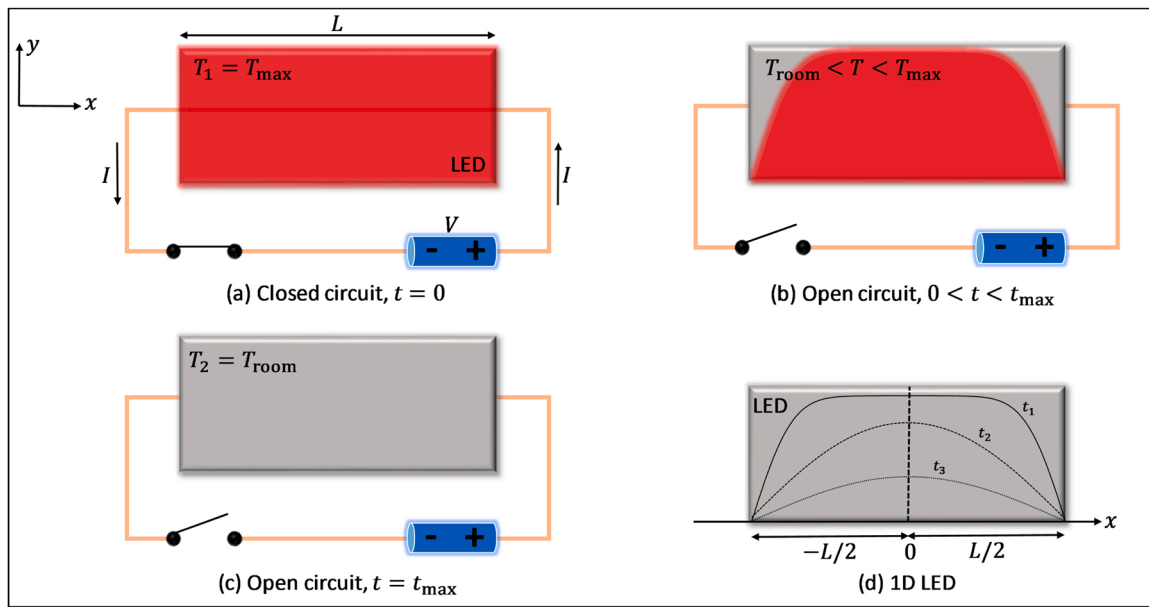 y
x
L
T₁ = T_max
LED
I
I
V
- +
(a) Closed circuit, t = 0
T_room < T < T_max
- +
(b) Open circuit, 0 < t < t_max
T₂ = T_room
- +
(c) Open circuit, t = t_max
LED
t₁
t₂
t₃
x
−L/2 0 L/2
(d) 1D LED